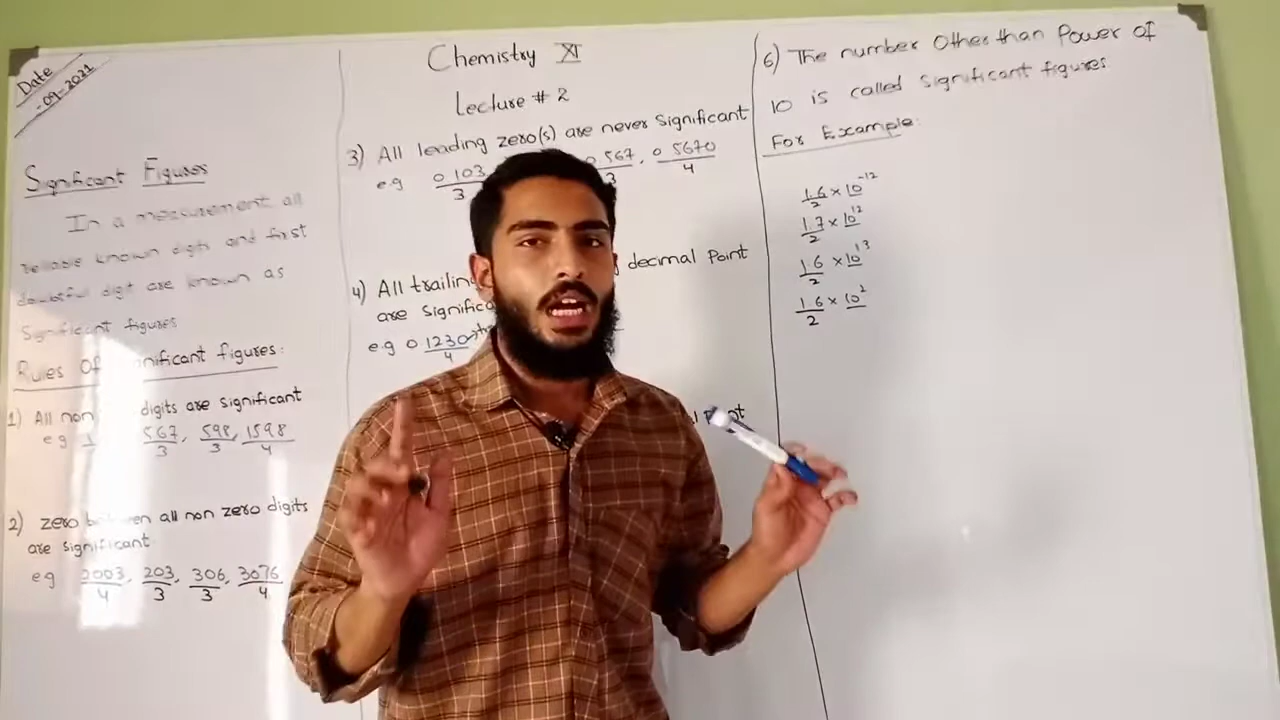 Date
-09-2021
Significant Figures
In a measurement all
reliable known digits and first
doubtful digit are known as
Significant figures
Rules Of nificant figures:
1) All non digits are significant
eg 1 567, 598, 1598
3 3 4
2) zero between all non zero digits
are significant.
eg 2003, 203, 306, 3076
4 3 3 4
Chemistry XI
Lecture # 2
3) All leading zero(s) are never significant
e.g 0.103 0.567, 0.5670
3 3 4
4) All trailing decimal Point
are significa
e.g 0.1230
4
6) The number Other than Power of
10 is called significant figures
For Example:
1.6 × 10⁻¹²
2
1.7 × 10¹²
2
1.6 × 10¹³
2
1.6 × 10²
2